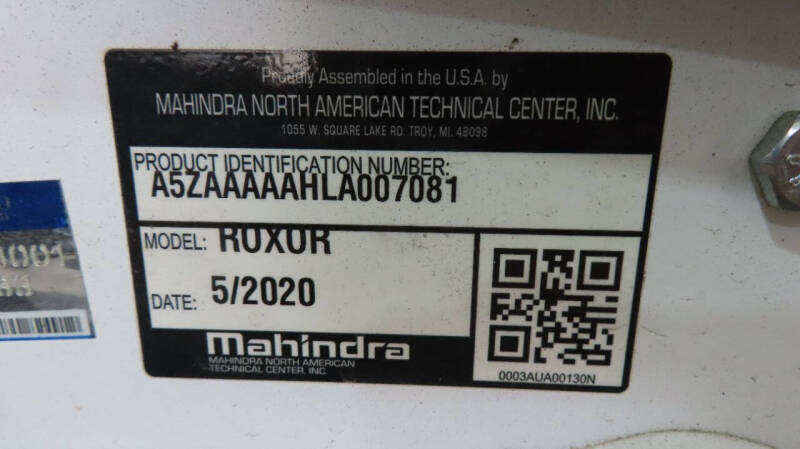 Proudly Assembled in the U.S.A. by
MAHINDRA NORTH AMERICAN TECHNICAL CENTER, INC.
1055 W. SQUARE LAKE RD. TROY, MI. 48098
PRODUCT IDENTIFICATION NUMBER:
A5ZAAAAAHLA007081
MODEL: ROXOR
DATE: 5/2020
Mahindra
MAHINDRA NORTH AMERICAN
TECHNICAL CENTER, INC.
0003AUA00130N